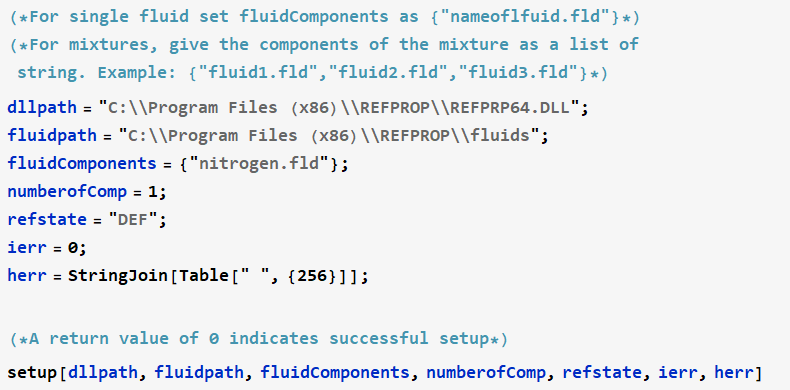 (*For single fluid set fluidComponents as {"nameoflfuid.fld"}*)
(*For mixtures, give the components of the mixture as a list of
string. Example: {"fluid1.fld","fluid2.fld","fluid3.fld"}*)
dllpath = "C:\\Program Files (x86)\\REFPROP\\REFPRP64.DLL";
fluidpath = "C:\\Program Files (x86)\\REFPROP\\fluids";
fluidComponents = {"nitrogen.fld"};
numberofComp = 1;
refstate = "DEF";
ierr = 0;
herr = StringJoin[Table[" ", {256}]];
(*A return value of 0 indicates successful setup*)
setup[dllpath, fluidpath, fluidComponents, numberofComp, refstate, ierr, herr]